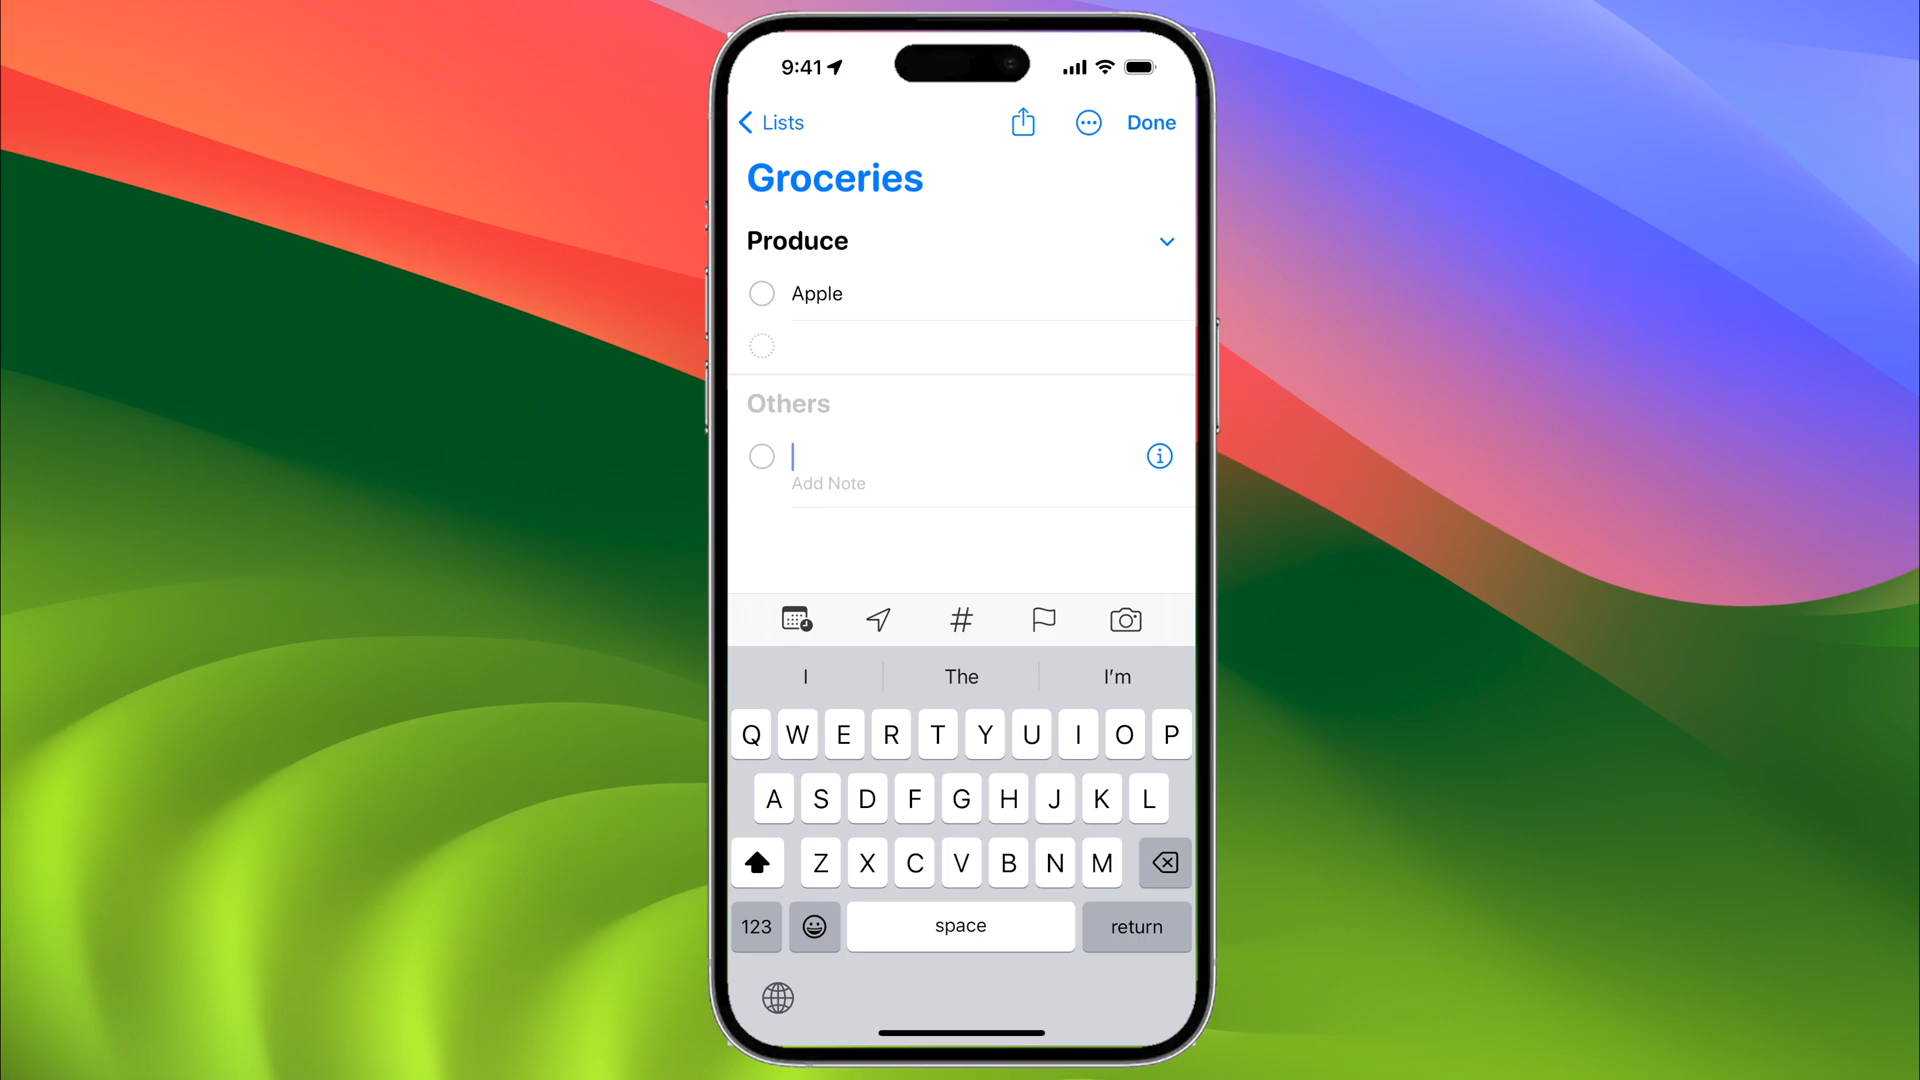 9:41
Lists
Done
Groceries
Produce
Apple
Others
Add Note
#
I The I'm
Q W E R T Y U I O P
A S D F G H J K L
Z X C V B N M
123 space return